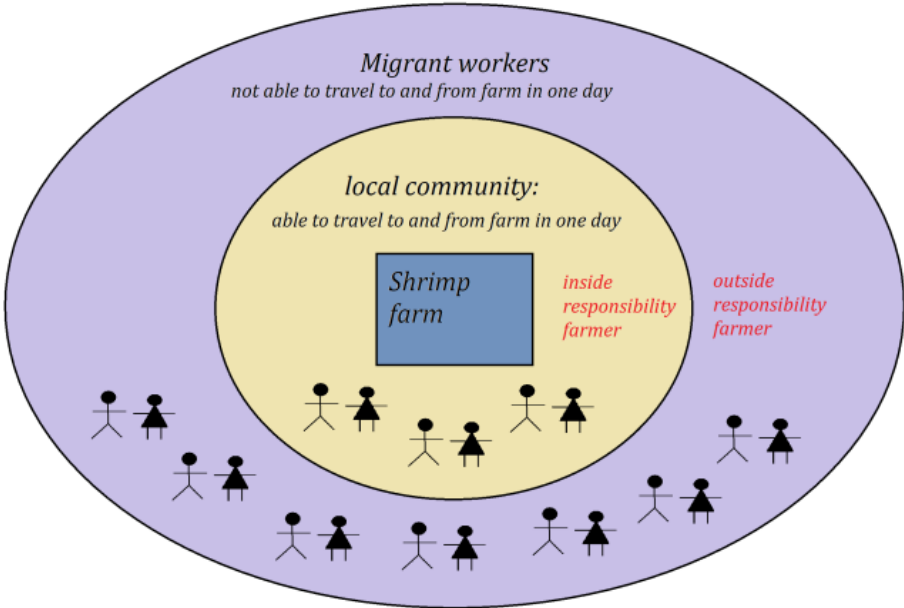 Migrant workers
not able to travel to and from farm in one day
local community:
able to travel to and from farm in one day
Shrimp
farm
inside
responsibility
farmer
outside
responsibility
farmer